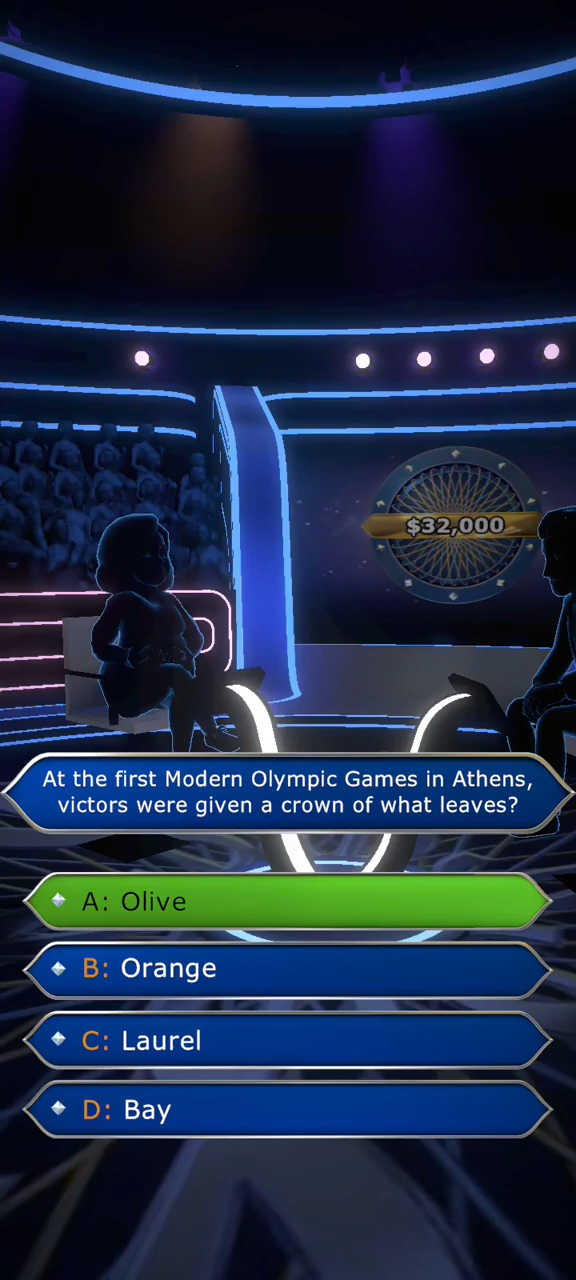 $32,000
At the first Modern Olympic Games in Athens,
victors were given a crown of what leaves?
A: Olive
B: Orange
C: Laurel
D: Bay